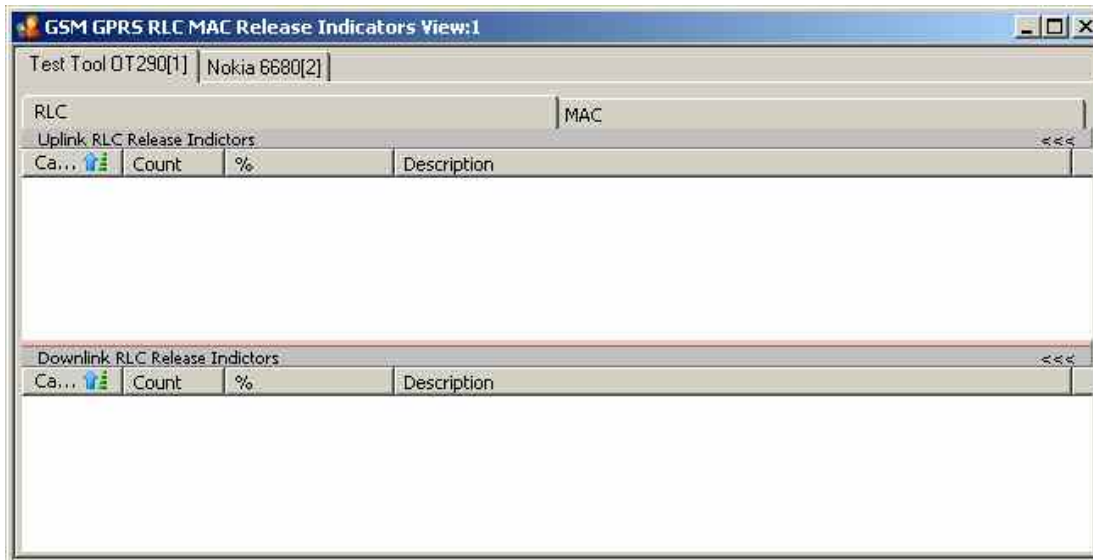 GSM GPRS RLC MAC Release Indicators View:1
Test Tool OT290[1] Nokia 6680[2]
RLC MAC
Uplink RLC Release Indictors <<<
Ca... Count % Description
Downlink RLC Release Indictors <<<
Ca... Count % Description